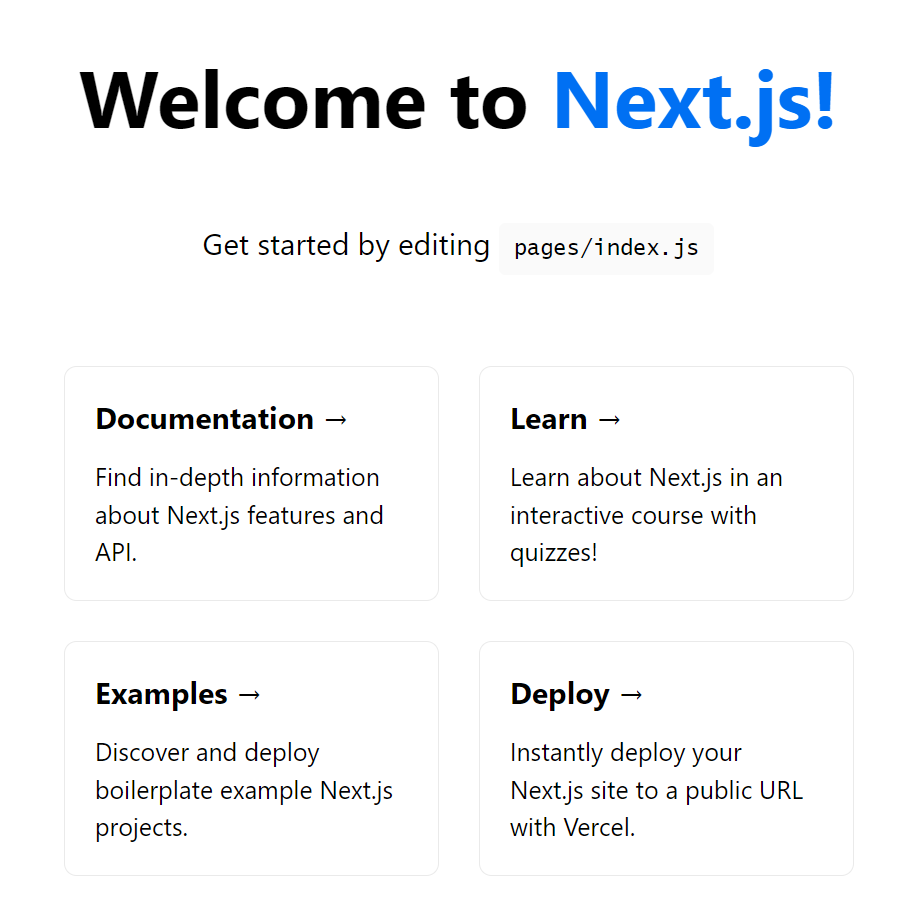 Welcome to Next.js!
Get started by editing pages/index.js
Documentation →
Find in-depth information
about Next.js features and
API.
Learn →
Learn about Next.js in an
interactive course with
quizzes!
Examples →
Discover and deploy
boilerplate example Next.js
projects.
Deploy →
Instantly deploy your
Next.js site to a public URL
with Vercel.